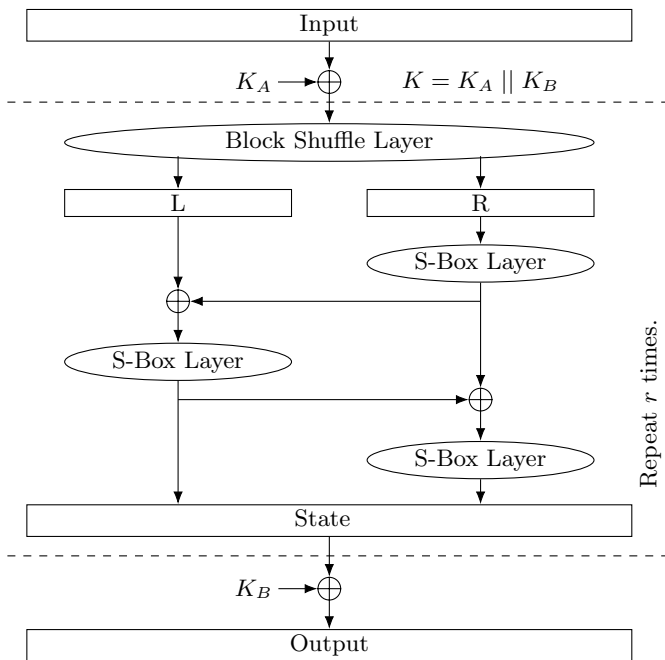 Input
K_A
K = K_A || K_B
Block Shuffle Layer
L
R
S-Box Layer
S-Box Layer
S-Box Layer
Repeat r times.
State
K_B
Output